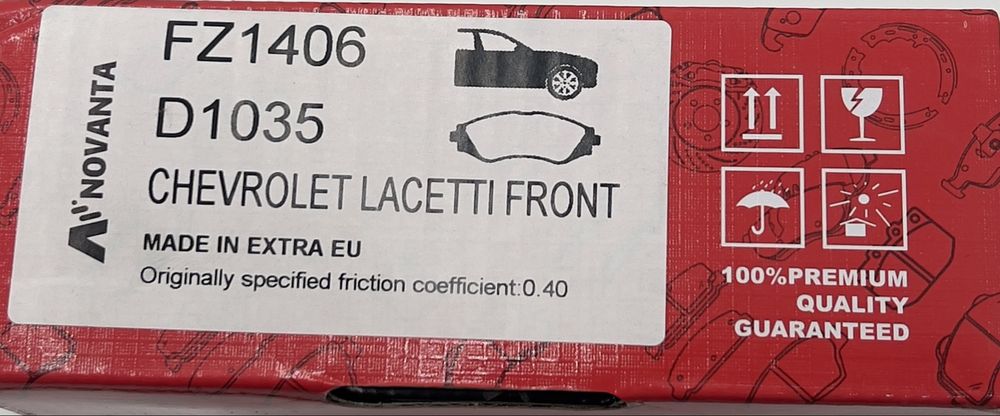 NOVANTA
FZ1406
D1035
CHEVROLET LACETTI FRONT
MADE IN EXTRA EU
Originally specified friction coefficient:0.40
100%PREMIUM
QUALITY
GUARANTEED